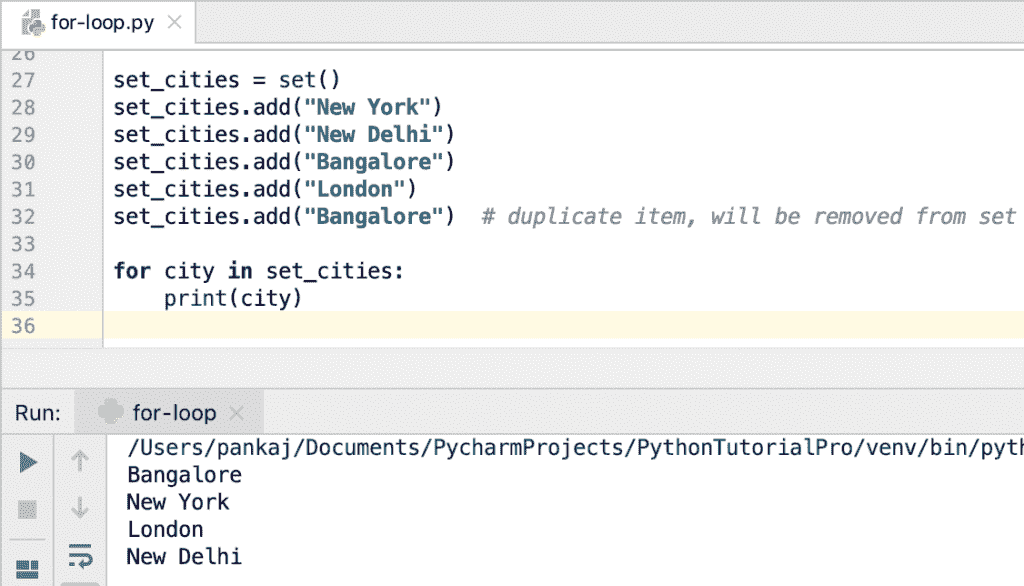 for-loop.py
26
27 set_cities = set()
28 set_cities.add("New York")
29 set_cities.add("New Delhi")
30 set_cities.add("Bangalore")
31 set_cities.add("London")
32 set_cities.add("Bangalore")  # duplicate item, will be removed from set
33
34 for city in set_cities:
35     print(city)
36
Run: for-loop
/Users/pankaj/Documents/PycharmProjects/PythonTutorialPro/venv/bin/pyth
Bangalore
New York
London
New Delhi